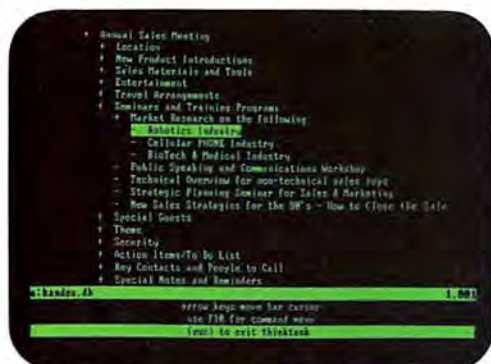 + Annual Sales Meeting
+ Location
+ New Product Introductions
+ Sales Materials and Tools
+ Entertainment
+ Travel Arrangements
+ Seminars and Training Programs
+ Market Research on the Following
- Robotics Industry
- Cellular PHONE Industry
- BioTech & Medical Industry
- Public Speaking and Communications Workshop
- Technical Overview for non-technical sales
- Strategic Planning Seminar for Sales & Marketing
- New Sales Strategies for the 80's - How to Close the Sale
+ Special Guests
+ Theme
+ Security
+ Action Items/To Do List
+ Key Contacts and People to Call
+ Special Notes and Reminders
1.001
arrow keys move bar cursor
use F10 for command menu
(esc) to exit thinktank